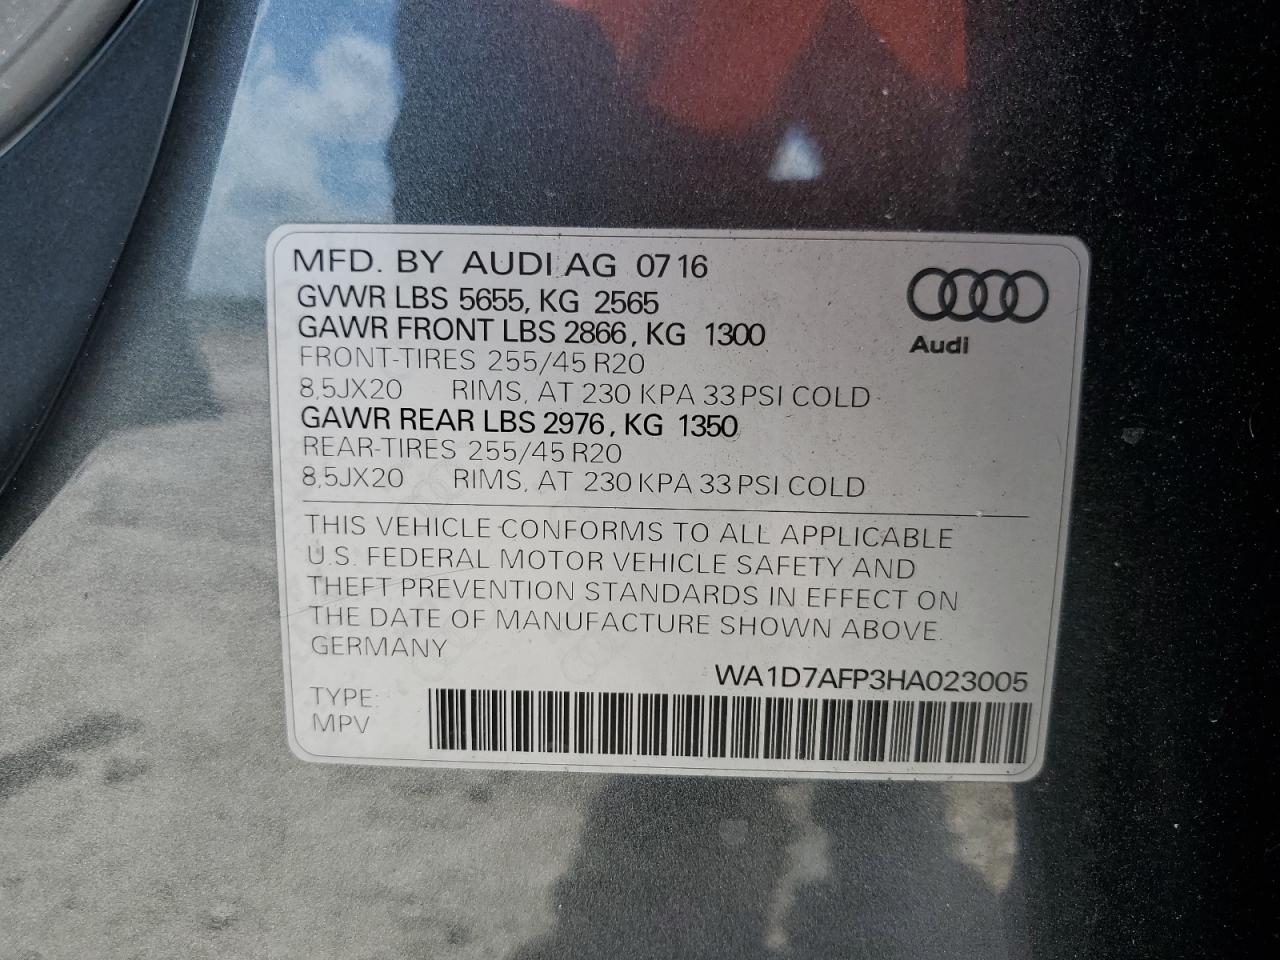 MFD. BY AUDI AG 07 16
GVWR LBS 5655, KG 2565
GAWR FRONT LBS 2866, KG 1300
FRONT-TIRES 255/45 R20
8,5JX20 RIMS, AT 230 KPA 33 PSI COLD
GAWR REAR LBS 2976, KG 1350
REAR-TIRES 255/45 R20
8,5JX20 RIMS, AT 230 KPA 33 PSI COLD
Audi
THIS VEHICLE CONFORMS TO ALL APPLICABLE
U.S. FEDERAL MOTOR VEHICLE SAFETY AND
THEFT PREVENTION STANDARDS IN EFFECT ON
THE DATE OF MANUFACTURE SHOWN ABOVE.
GERMANY
WA1D7AFP3HA023005
TYPE:
MPV